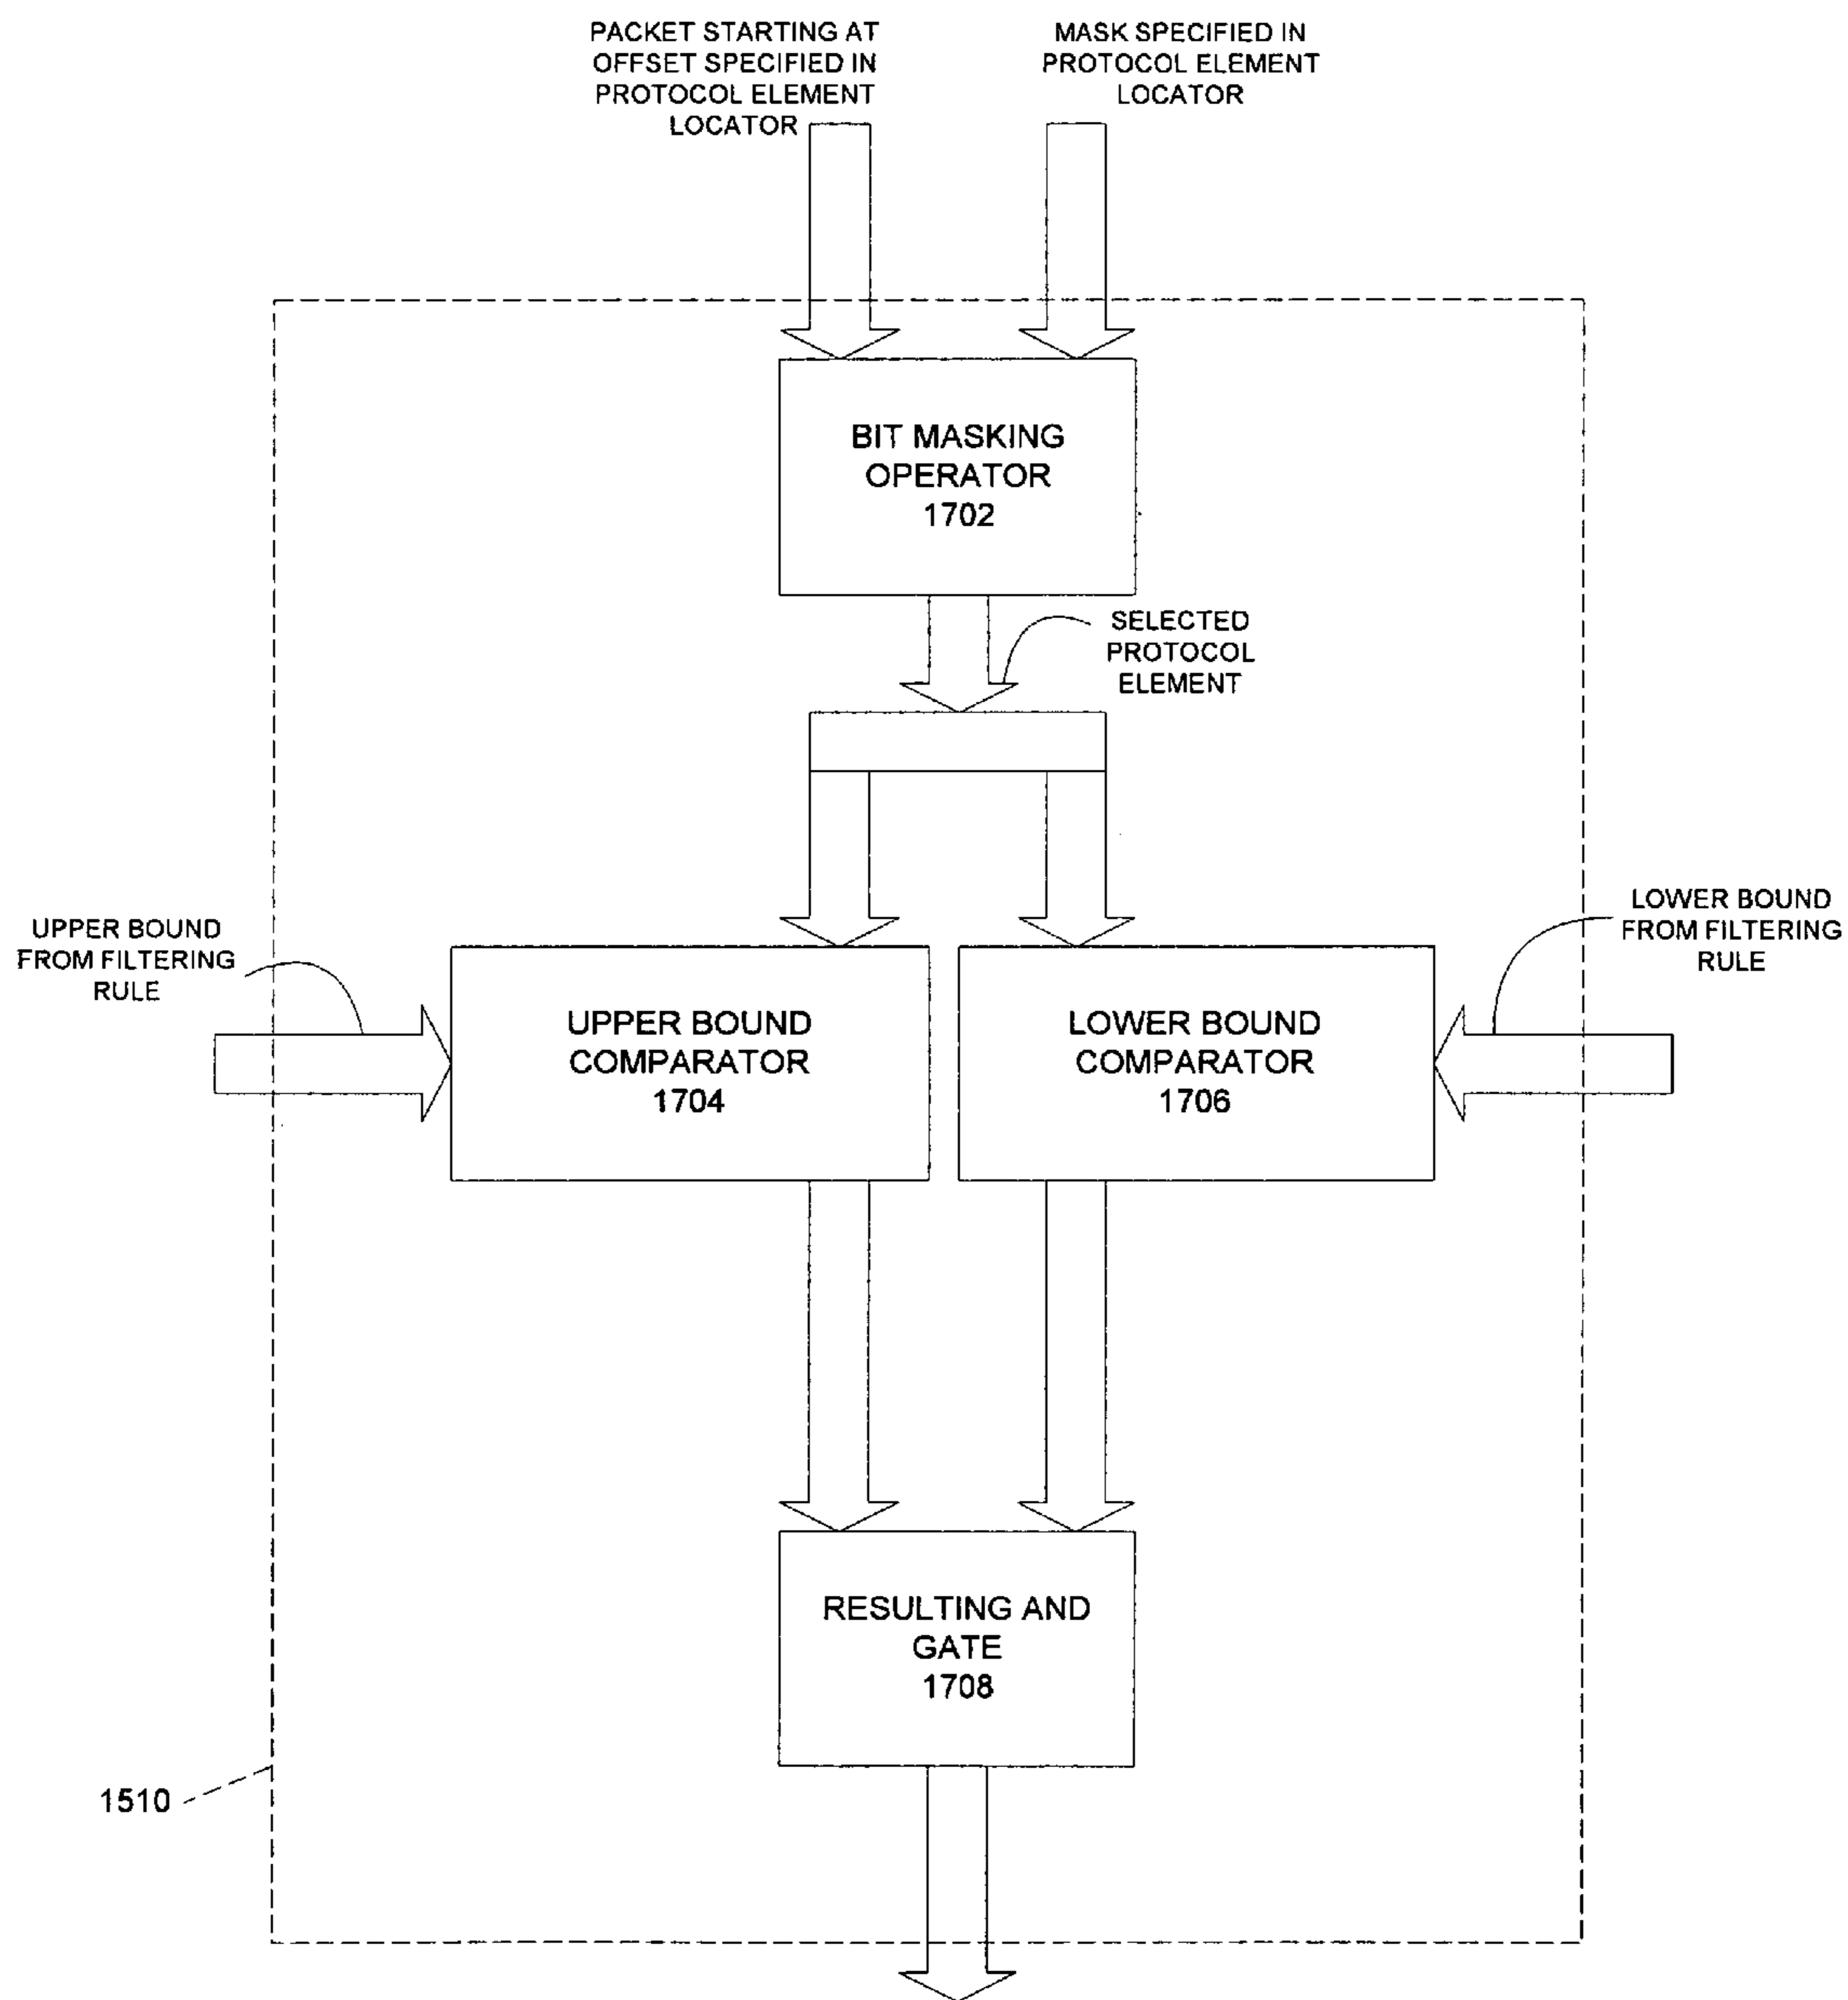 PACKET STARTING AT
OFFSET SPECIFIED IN
PROTOCOL ELEMENT
LOCATOR
MASK SPECIFIED IN
PROTOCOL ELEMENT
LOCATOR
BIT MASKING
OPERATOR
1702
SELECTED
PROTOCOL
ELEMENT
UPPER BOUND
FROM FILTERING
RULE
LOWER BOUND
FROM FILTERING
RULE
UPPER BOUND
COMPARATOR
1704
LOWER BOUND
COMPARATOR
1706
RESULTING AND
GATE
1708
1510